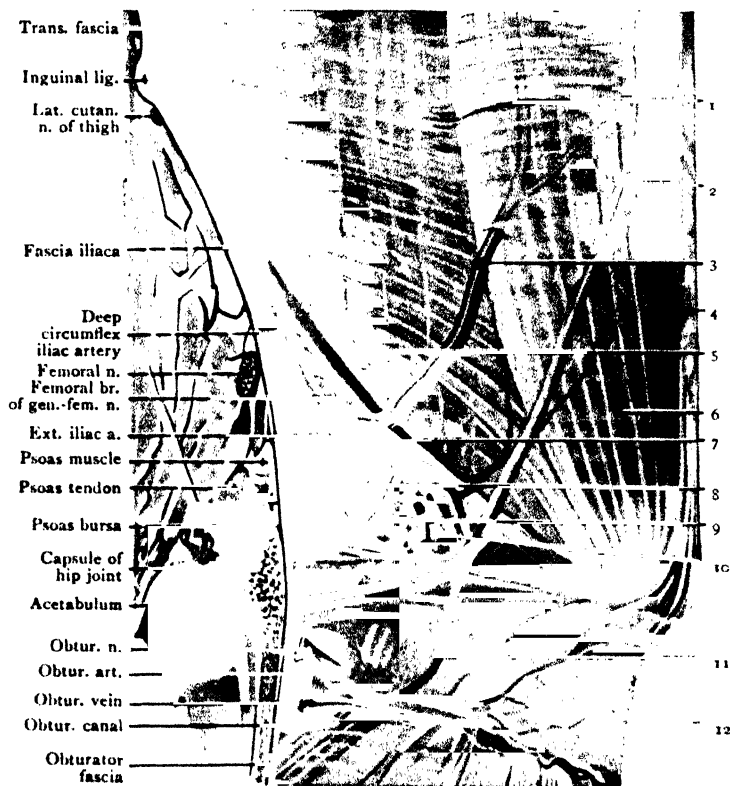 Trans. fascia
Inguinal lig.
Lat. cutan.
n. of thigh
Fascia iliaca
Deep
circumflex
iliac artery
Femoral n.
Femoral br.
of gen.-fem. n.
Ext. iliac a.
Psoas muscle
Psoas tendon
Psoas bursa
Capsule of
hip joint
Acetabulum
Obtur. n.
Obtur. art.
Obtur. vein
Obtur. canal
Obturator
fascia
1
2
3
4
5
6
7
8
9
10
11
12